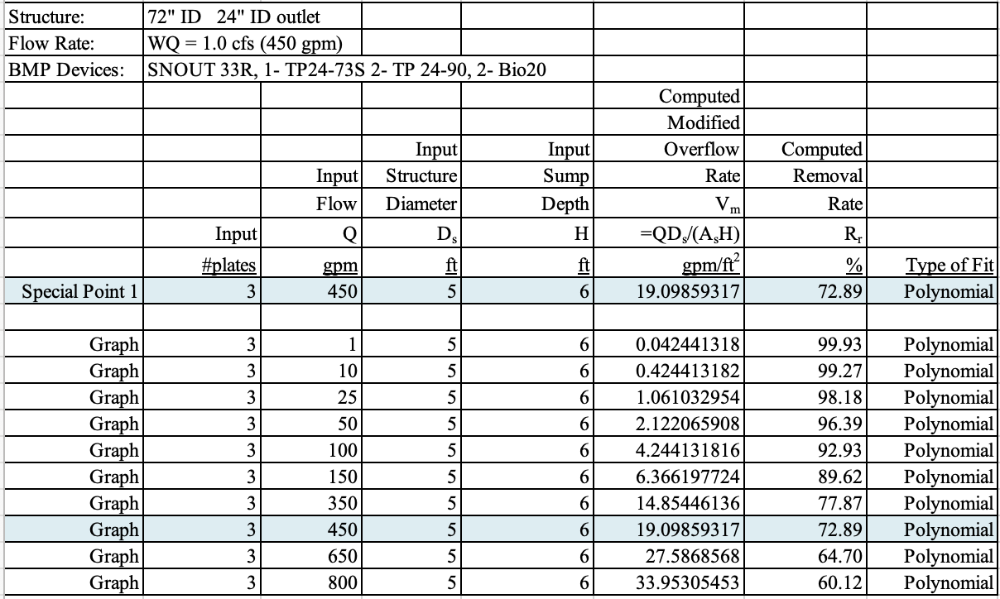 Structure: 72" ID 24" ID outlet
Flow Rate: WQ = 1.0 cfs (450 gpm)
BMP Devices: SNOUT 33R, 1- TP24-73S 2- TP 24-90, 2- Bio20
Computed
Modified
Input Input Overflow Computed
Input Structure Sump Rate Removal
Flow Diameter Depth Vm Rate
Input Q Ds H =QDs/(AsH) Rr
#plates gpm ft ft gpm/ft2 % Type of Fit
Special Point 1 3 450 5 6 19.09859317 72.89 Polynomial
Graph 3 1 5 6 0.042441318 99.93 Polynomial
Graph 3 10 5 6 0.424413182 99.27 Polynomial
Graph 3 25 5 6 1.061032954 98.18 Polynomial
Graph 3 50 5 6 2.122065908 96.39 Polynomial
Graph 3 100 5 6 4.244131816 92.93 Polynomial
Graph 3 150 5 6 6.366197724 89.62 Polynomial
Graph 3 350 5 6 14.85446136 77.87 Polynomial
Graph 3 450 5 6 19.09859317 72.89 Polynomial
Graph 3 650 5 6 27.5868568 64.70 Polynomial
Graph 3 800 5 6 33.95305453 60.12 Polynomial